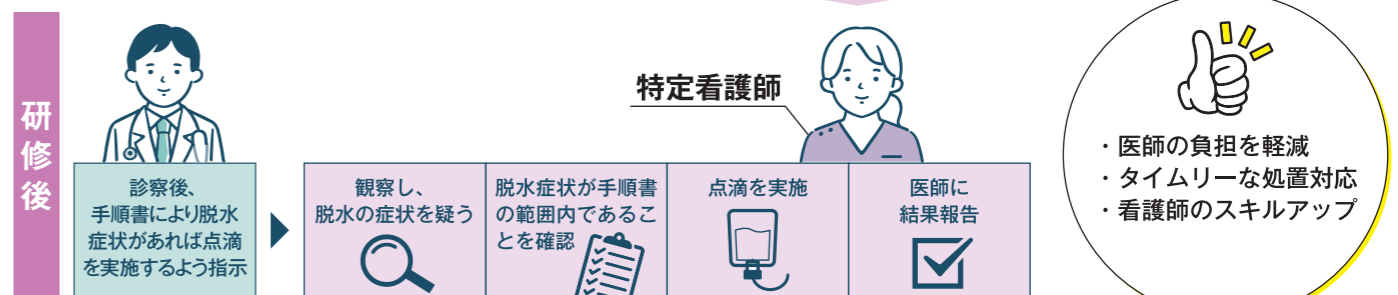 研修後
診察後、
手順書により脱水
症状があれば点滴
を実施するよう指示
特定看護師
観察し、
脱水の症状を疑う
脱水症状が手順書
の範囲内であるこ
とを確認
点滴を実施
医師に
結果報告
・医師の負担を軽減
・タイムリーな処置対応
・看護師のスキルアップ